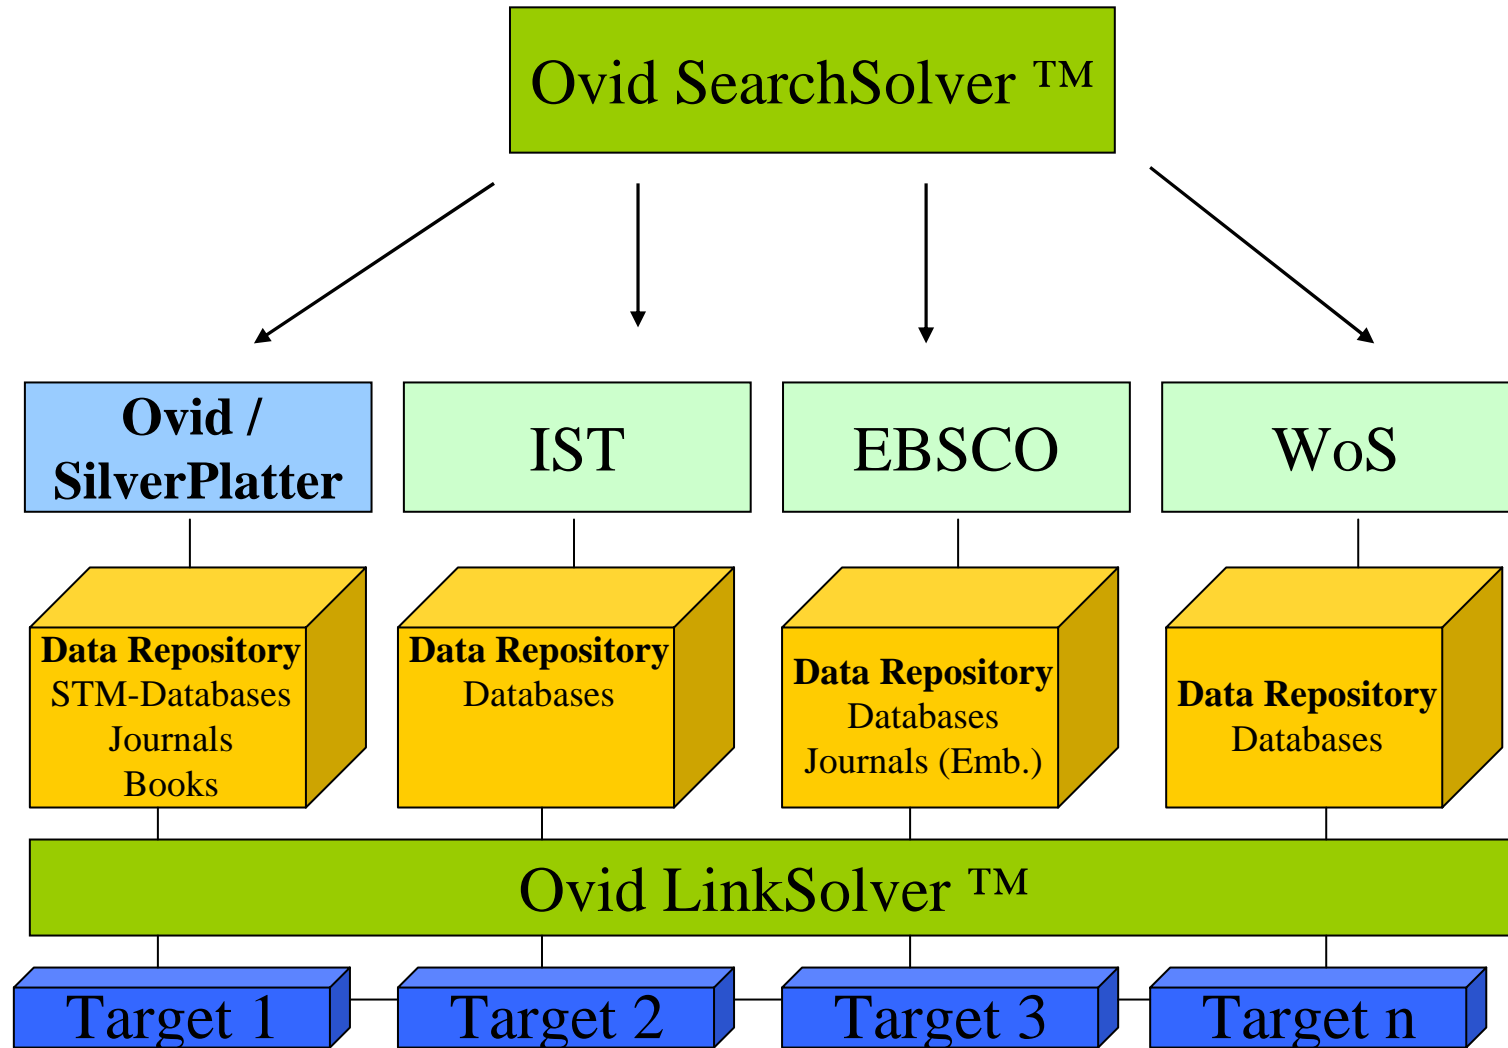 Ovid SearchSolver ™
Ovid /
SilverPlatter
IST
EBSCO
WoS
Data Repository
STM-Databases
Journals
Books
Data Repository
Databases
Data Repository
Databases
Journals (Emb.)
Data Repository
Databases
Ovid LinkSolver ™
Target 1
Target 2
Target 3
Target n